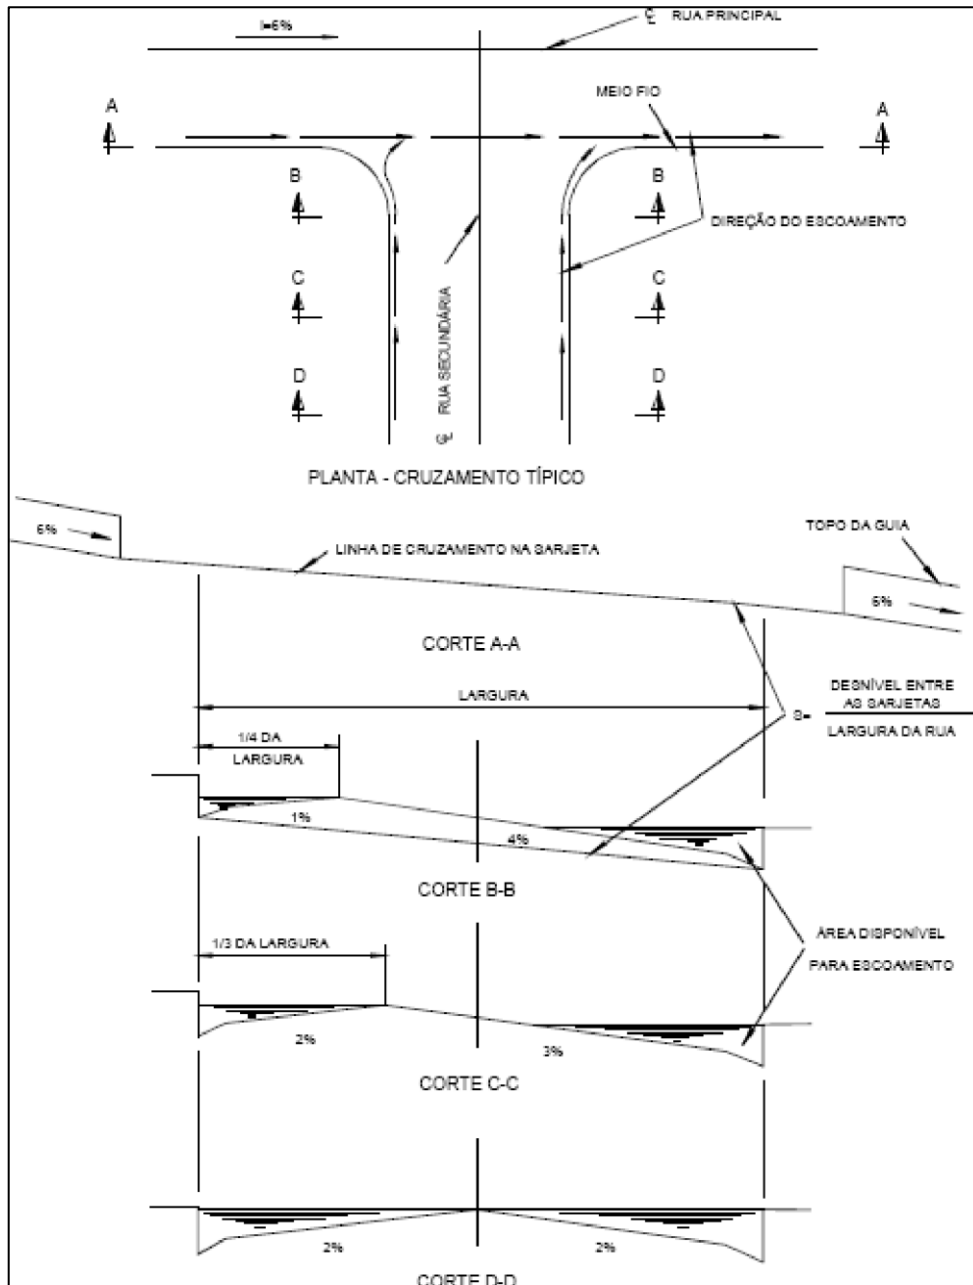 I=6%
℄ RUA PRINCIPAL
MEIO FIO
A
A
B
B
DIREÇÃO DO ESCOAMENTO
C
C
D
D
℄ RUA SECUNDÁRIA
PLANTA - CRUZAMENTO TÍPICO
6%
LINHA DE CRUZAMENTO NA SARJETA
TOPO DA GUIA
6%
CORTE A-A
LARGURA
S=
DESNÍVEL ENTRE
AS SARJETAS
LARGURA DA RUA
1/4 DA
LARGURA
1%
4%
CORTE B-B
1/3 DA LARGURA
ÁREA DISPONÍVEL
PARA ESCOAMENTO
2%
3%
CORTE C-C
2%
2%
CORTE D-D